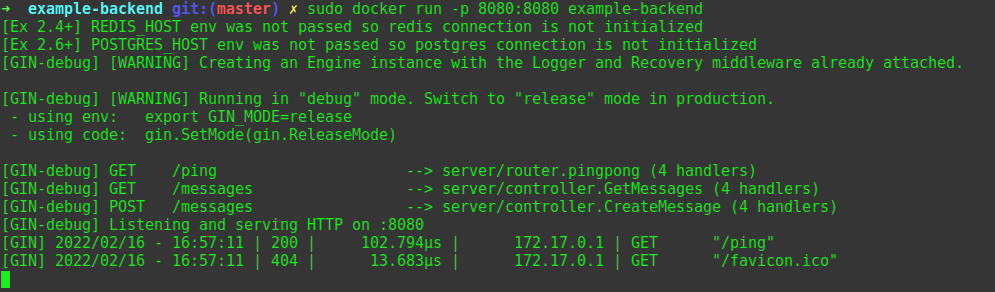 ➜  example-backend git:(master) ✗ sudo docker run -p 8080:8080 example-backend
[Ex 2.4+] REDIS_HOST env was not passed so redis connection is not initialized
[Ex 2.6+] POSTGRES_HOST env was not passed so postgres connection is not initialized
[GIN-debug] [WARNING] Creating an Engine instance with the Logger and Recovery middleware already attached.

[GIN-debug] [WARNING] Running in "debug" mode. Switch to "release" mode in production.
 - using env:   export GIN_MODE=release
 - using code:  gin.SetMode(gin.ReleaseMode)

[GIN-debug] GET    /ping                     --> server/router.pingpong (4 handlers)
[GIN-debug] GET    /messages                 --> server/controller.GetMessages (4 handlers)
[GIN-debug] POST   /messages                 --> server/controller.CreateMessage (4 handlers)
[GIN-debug] Listening and serving HTTP on :8080
[GIN] 2022/02/16 - 16:57:11 | 200 |     102.794µs |      172.17.0.1 | GET      "/ping"
[GIN] 2022/02/16 - 16:57:11 | 404 |      13.683µs |      172.17.0.1 | GET      "/favicon.ico"